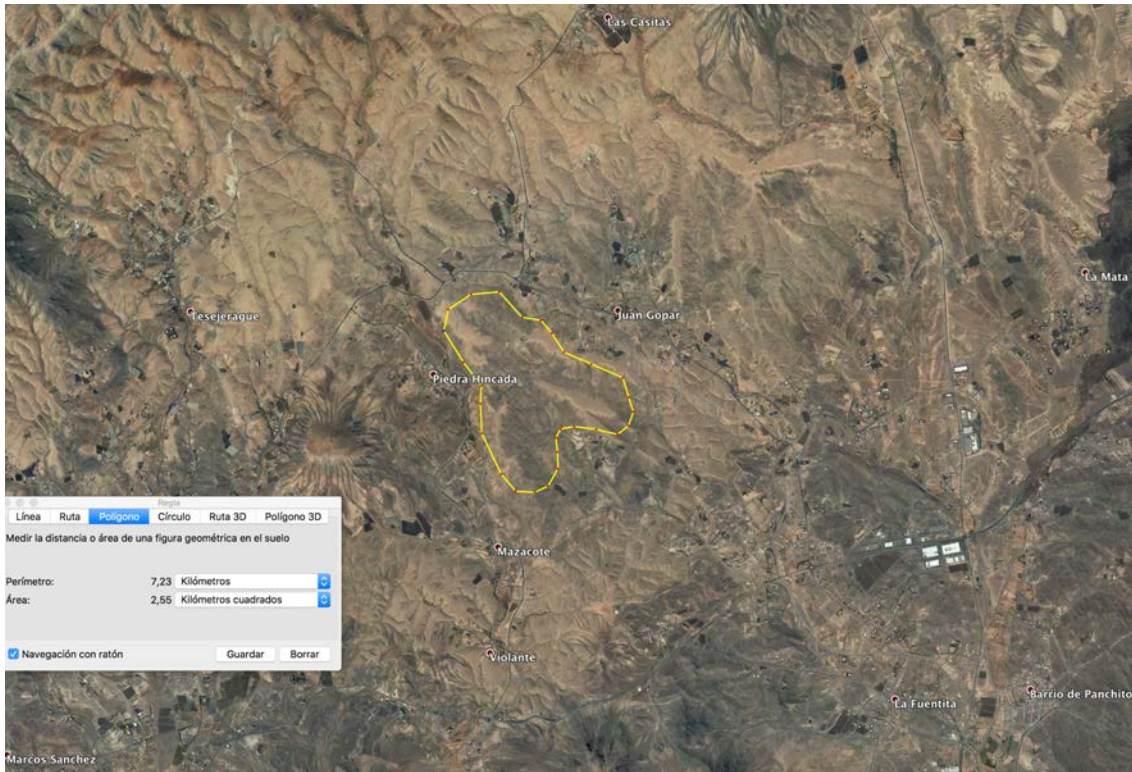 Las Casitas
La Mata
Tesejerague
Juan Gopar
Piedra Hincada
Regla
Línea Ruta Polígono Círculo Ruta 3D Polígono 3D
Medir la distancia o área de una figura geométrica en el suelo
Mazacote
Perímetro: 7,23 Kilómetros
Área: 2,55 Kilómetros cuadrados
Navegación con ratón Guardar Borrar
Violante
Barrio de Panchito
La Fuentita
Marcos Sanchez